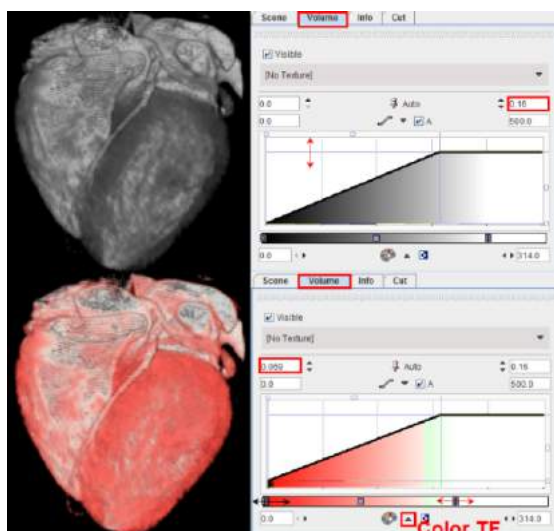 Scene Volume Info Cut
Visible
[No Texture]
0.0 Auto 0.16
0.0 A 500.0
0.0 314.0
Scene Volume Info Cut
Visible
[No Texture]
0.059 Auto 0.16
0.0 A 500.0
0.0 314.0
Color TF